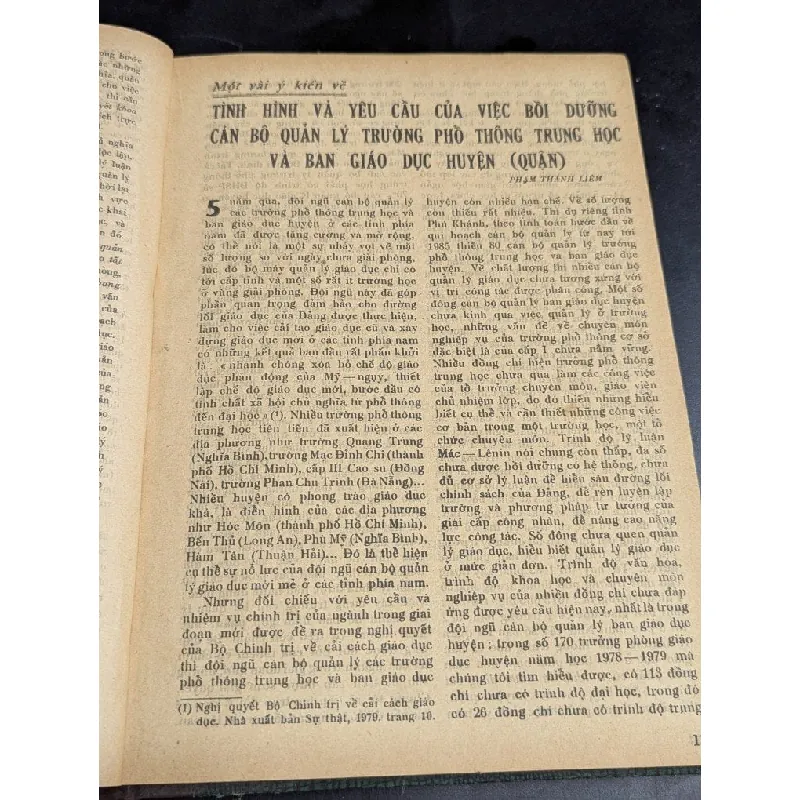 Một vài ý kiến về
TÌNH HÌNH VÀ YÊU CẦU CỦA VIỆC BỒI DƯỠNG
CÁN BỘ QUẢN LÝ TRƯỜNG PHỔ THÔNG TRUNG HỌC
VÀ BAN GIÁO DỤC HUYỆN (QUẬN)
PHẠM THANH LIÊM
5 năm qua, đội ngũ cán bộ quản lý
các trường phổ thông trung học và
ban giáo dục huyện ở các tỉnh phía
nam đã được tăng cường và mở rộng,
có thể nói là một sự nhảy vọt về mặt
số lượng so với ngày chưa giải phóng,
lúc đó bộ máy quản lý giáo dục chỉ có
tới cấp tỉnh và một số rất ít trường học
ở vùng giải phóng. Đội ngũ này đã góp
phần quan trọng đảm bảo cho đường
lối giáo dục của Đảng được thực hiện,
làm cho việc cải tạo giáo dục cũ và xây
dựng giáo dục mới ở các tỉnh phía nam
có những kết quả ban đầu rất phấn khởi
là: «nhanh chóng xóa bỏ chế độ giáo
dục phản động của Mỹ — ngụy, thiết
lập chế độ giáo dục mới, bước đầu có
tính chất xã hội chủ nghĩa từ phổ thông
đến đại học» (1). Nhiều trường phổ thông
trung học tiên tiến đã xuất hiện ở các
địa phương như trường Quang Trung
(Nghĩa Bình), trường Mạc Đĩnh Chi (thành
phố Hồ Chí Minh), cấp III Cao su (Đồng
Nai), trường Phan Chu Trinh (Đà Nẵng)...
Nhiều huyện có phong trào giáo dục
khá, là điển hình của các địa phương
như Hóc Môn (thành phố Hồ Chí Minh),
Bến Thủ (Long An), Phù Mỹ (Nghĩa Bình),
Hàm Tân (Thuận Hải)... Đó là thể hiện
cụ thể sự nỗ lực của đội ngũ cán bộ quản
lý giáo dục mới mẻ ở các tỉnh phía nam.
Nhưng đối chiếu với yêu cầu và
nhiệm vụ chính trị của ngành trong giai
đoạn mới được đề ra trong nghị quyết
của Bộ Chính trị về cải cách giáo dục
thì đội ngũ cán bộ quản lý các trường
phổ thông trung học và ban giáo dục
(1) Nghị quyết Bộ Chính trị về cải cách giáo
dục. Nhà xuất bản Sự thật, 1979, trang 10.
huyện còn nhiều hạn chế. Về số lượng
còn thiếu rất nhiều. Thí dụ riêng tỉnh
Phú Khánh, theo tính toán bước đầu về
qui hoạch cán bộ quản lý từ nay tới
1985 thiếu 80 cán bộ quản lý trường
phổ thông trung học và ban giáo dục
huyện. Về chất lượng thì nhiều cán bộ
quản lý giáo dục chưa tương xứng với
vị trí công tác được phân công. Một số
đông cán bộ quản lý ban giáo dục huyện
chưa kinh qua việc quản lý ở trường
học, những vấn đề về chuyên môn
nghiệp vụ của trường phổ thông cơ sở
đặc biệt là của cấp I chưa nắm vững.
Nhiều đồng chí hiện trường phổ thông
trung học chưa qua làm các công việc
của tổ trưởng chuyên môn, giáo viên
chủ nhiệm lớp, do đó thiếu những hiểu
biết cụ thể và cần thiết những công việc
cơ bản trong một trường học, một tổ
chức chuyên môn. Trình độ lý luận
Mác — Lênin nói chung còn thấp, đa số
chưa được bồi dưỡng có hệ thống, chưa
đủ cơ sở lý luận để hiểu sâu đường lối
chính sách của Đảng, để rèn luyện lập
trường và phương pháp tư tưởng của
giai cấp công nhân, để nâng cao năng
lực công tác. Số đông chưa quen quản
lý giáo dục, hiểu biết quản lý giáo dục
ở mức giản đơn. Trình độ văn hóa,
trình độ khoa học và chuyên môn
nghiệp vụ của nhiều đồng chí chưa đáp
ứng được yêu cầu hiện nay, nhất là trong
đội ngũ cán bộ quản lý ban giáo dục
huyện: trong số 170 trưởng phòng giáo
dục huyện năm học 1978 — 1979 mà
chúng tôi tìm hiểu được, có 113 đồng
chí chưa có trình độ đại học, trong đó
có 26 đồng chí chưa có trình độ trung